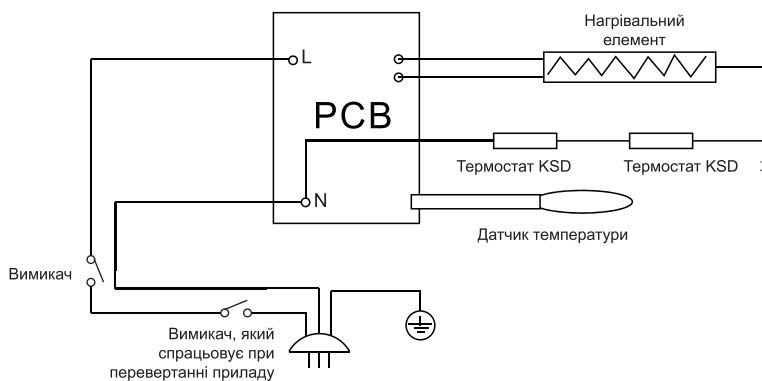 Нагрівальний
елемент
L
PCB
Термостат KSD
Термостат KSD
N
Датчик температури
Вимикач
Вимикач, який
спрацьовує при
перевертанні приладу